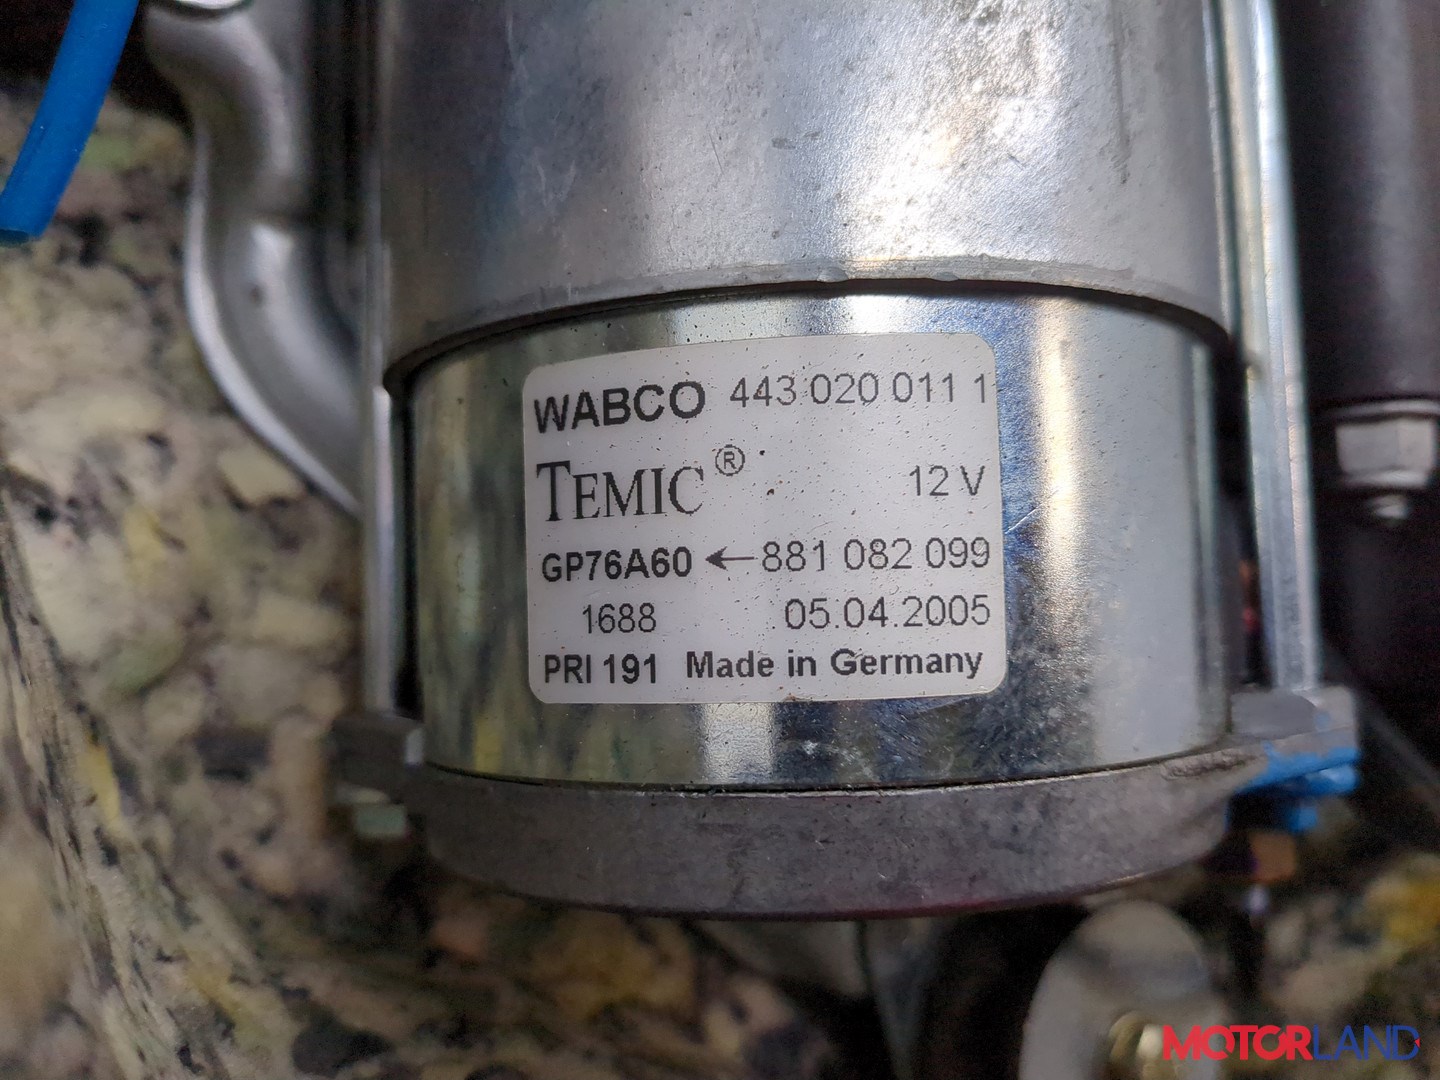 WABCO 443 020 011 1
TEMIC® 12 V
GP76A60 ←881 082 099
1688 05.04.2005
PRI 191 Made in Germany
MOTORLAND